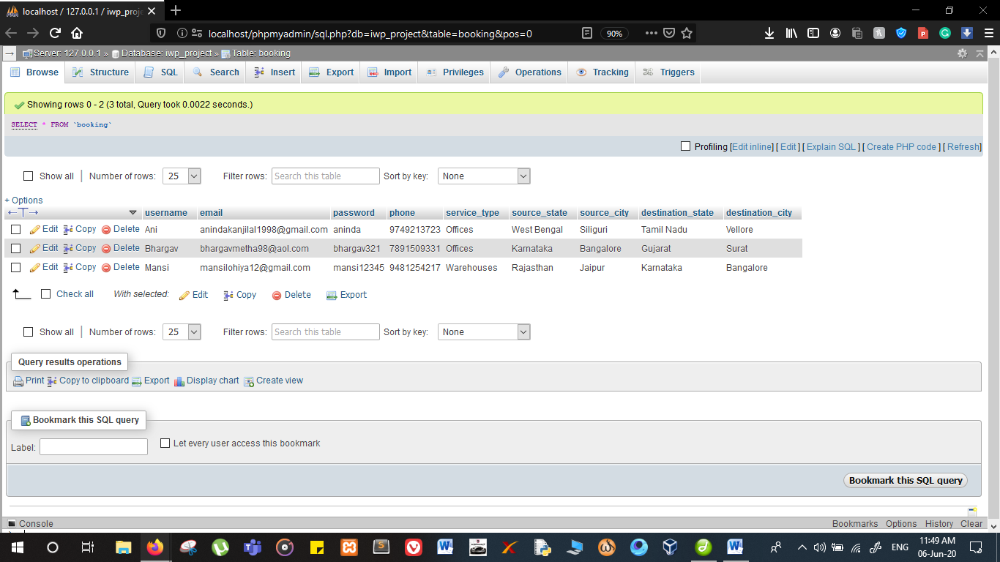 localhost / 127.0.0.1 / iwp_proje
localhost/phpmyadmin/sql.php?db=iwp_project&table=booking&pos=0
90%
Server: 127.0.0.1 » Database: iwp_project » Table: booking
Browse Structure SQL Search Insert Export Import Privileges Operations Tracking Triggers
Showing rows 0 - 2 (3 total, Query took 0.0022 seconds.)
SELECT * FROM `booking`
Profiling [Edit inline] [ Edit ] [ Explain SQL ] [ Create PHP code ] [ Refresh]
Show all | Number of rows: 25 Filter rows: Search this table Sort by key: None
+ Options
username email password phone service_type source_state source_city destination_state destination_city
Edit Copy Delete Ani anindakanjilal1998@gmail.com aninda 9749213723 Offices West Bengal Siliguri Tamil Nadu Vellore
Edit Copy Delete Bhargav bhargavmetha98@aol.com bhargav321 7891509331 Offices Karnataka Bangalore Gujarat Surat
Edit Copy Delete Mansi mansilohiya12@gmail.com mansi12345 9481254217 Warehouses Rajasthan Jaipur Karnataka Bangalore
Check all With selected: Edit Copy Delete Export
Show all | Number of rows: 25 Filter rows: Search this table Sort by key: None
Query results operations
Print Copy to clipboard Export Display chart Create view
Bookmark this SQL query
Label: Let every user access this bookmark
Bookmark this SQL query
Console Bookmarks Options History Clear
ENG 11:49 AM
06-Jun-20